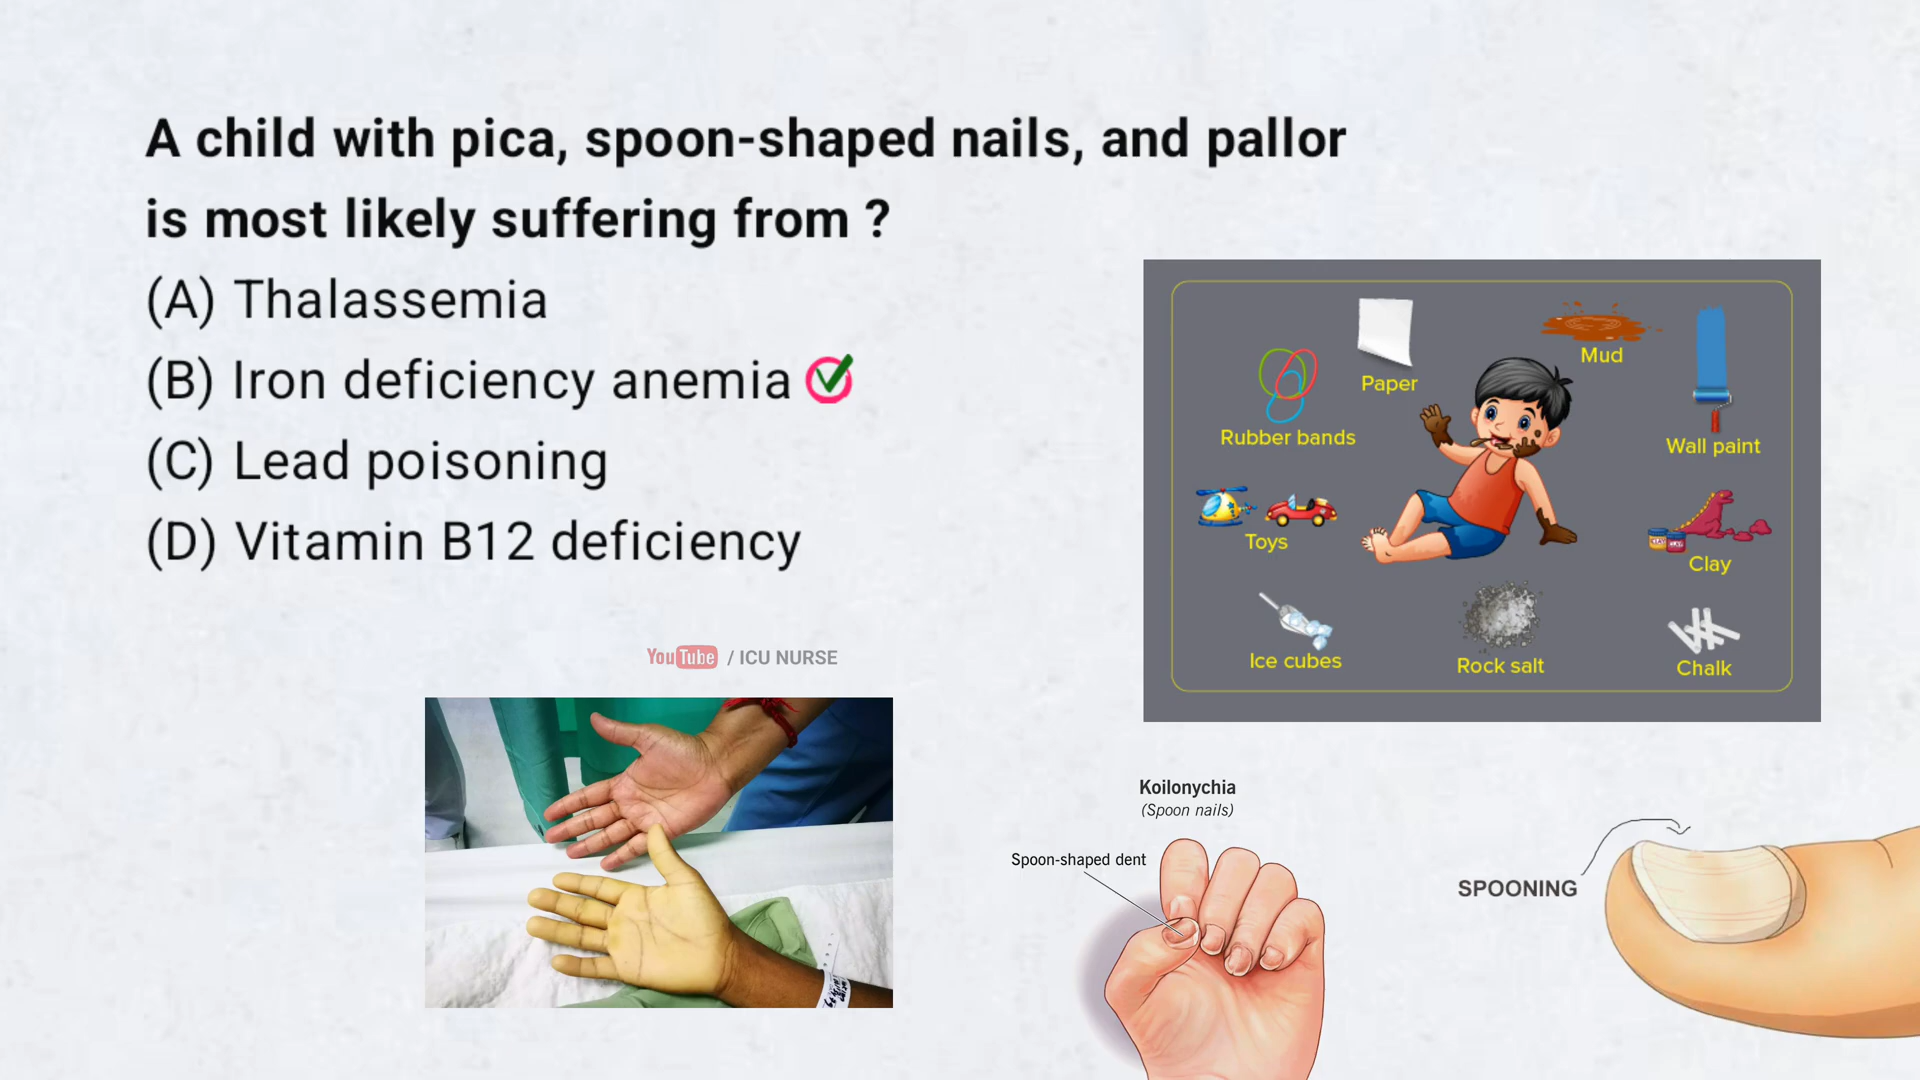 A child with pica, spoon-shaped nails, and pallor
is most likely suffering from ?
(A) Thalassemia
(B) Iron deficiency anemia
(C) Lead poisoning
(D) Vitamin B12 deficiency
Paper
Mud
Rubber bands
Wall paint
Toys
Clay
Ice cubes
Rock salt
Chalk
YouTube / ICU NURSE
Koilonychia
(Spoon nails)
Spoon-shaped dent
SPOONING